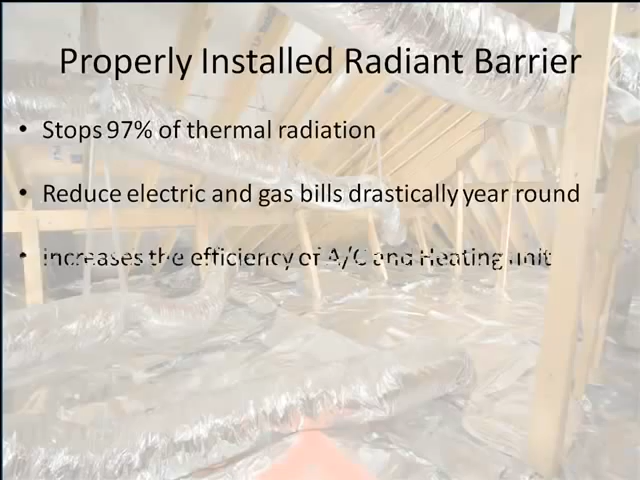 Properly Installed Radiant Barrier
• Stops 97% of thermal radiation
• Reduce electric and gas bills drastically year round
• Increases the efficiency of A/C and Heating unit